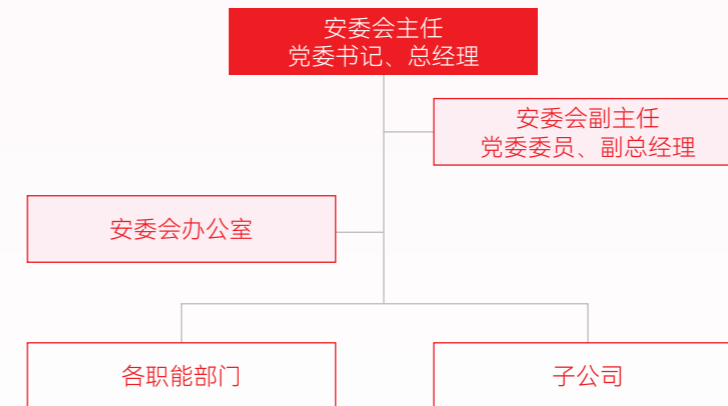 安委会主任
党委书记、总经理
安委会副主任
党委委员、副总经理
安委会办公室
各职能部门
子公司